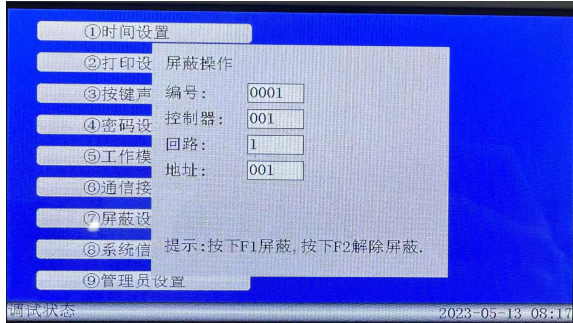 ①时间设置
②打印设
③按键声
④密码设
⑤工作模
⑥通信接
⑦屏蔽设
⑧系统信
⑨管理员设置
屏蔽操作
编号: 0001
控制器: 001
回路: 1
地址: 001
提示:按下F1屏蔽,按下F2解除屏蔽.
调试状态 2023-05-13 08:17